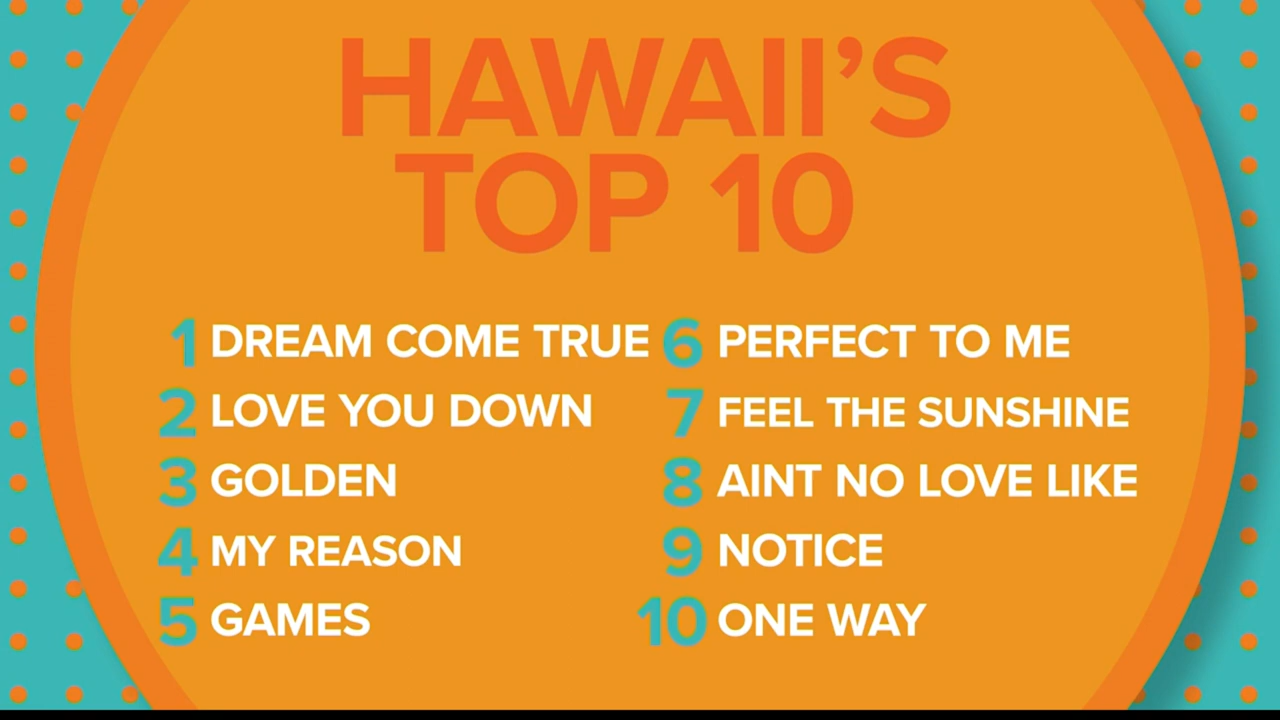 HAWAII’S
TOP 10
1 DREAM COME TRUE
2 LOVE YOU DOWN
3 GOLDEN
4 MY REASON
5 GAMES
6 PERFECT TO ME
7 FEEL THE SUNSHINE
8 AINT NO LOVE LIKE
9 NOTICE
10 ONE WAY